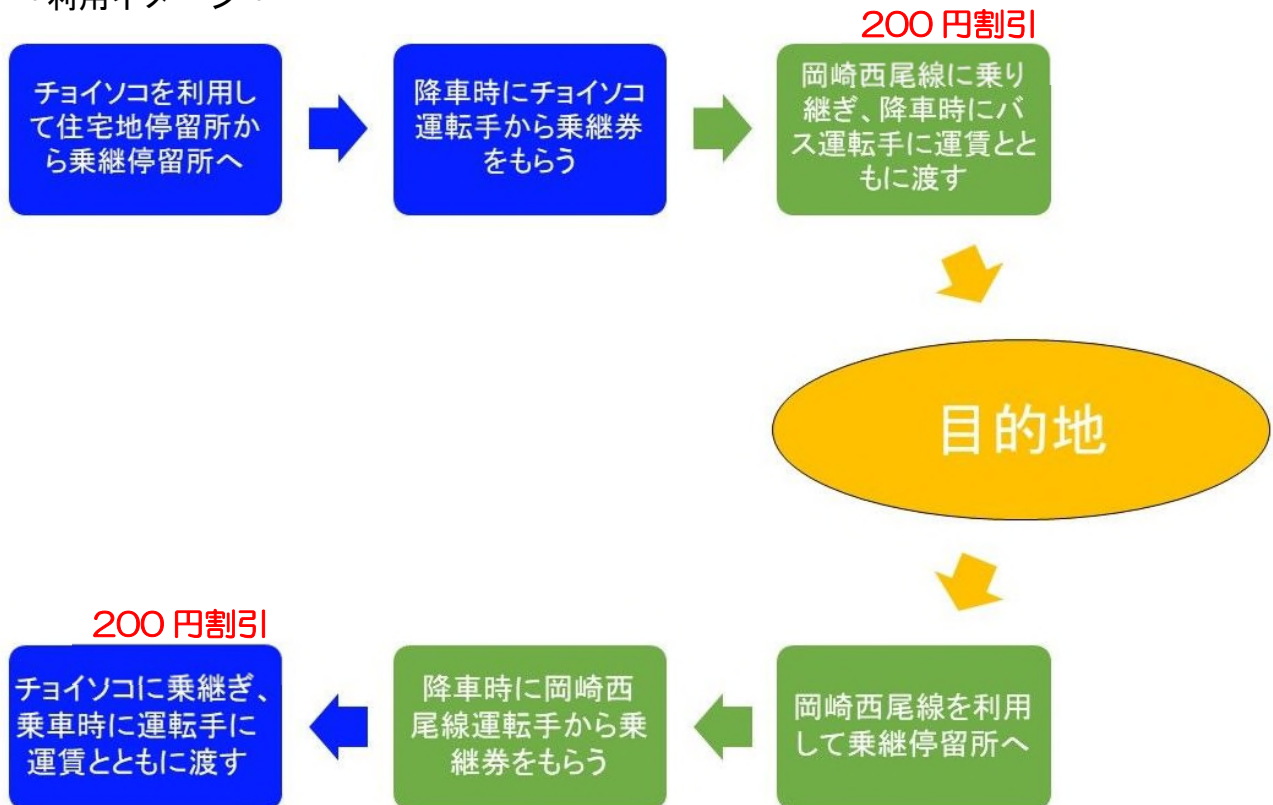 200 円割引
チョイソコを利用し
て住宅地停留所か
ら乗継停留所へ
降車時にチョイソコ
運転手から乗継券
をもらう
岡崎西尾線に乗り
継ぎ、降車時にバ
ス運転手に運賃とと
もに渡す
目的地
岡崎西尾線を利用
して乗継停留所へ
降車時に岡崎西
尾線運転手から乗
継券をもらう
200 円割引
チョイソコに乗継ぎ、
乗車時に運転手に
運賃とともに渡す